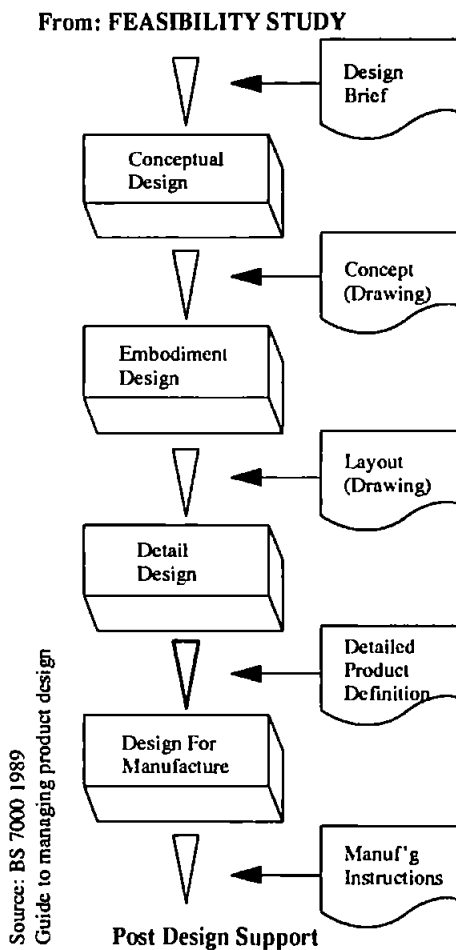 From: FEASIBILITY STUDY
Design
Brief
Conceptual
Design
Concept
(Drawing)
Embodiment
Design
Layout
(Drawing)
Detail
Design
Detailed
Product
Definition
Design For
Manufacture
Manuf'g
Instructions
Post Design Support
Source: BS 7000 1989
Guide to managing product design